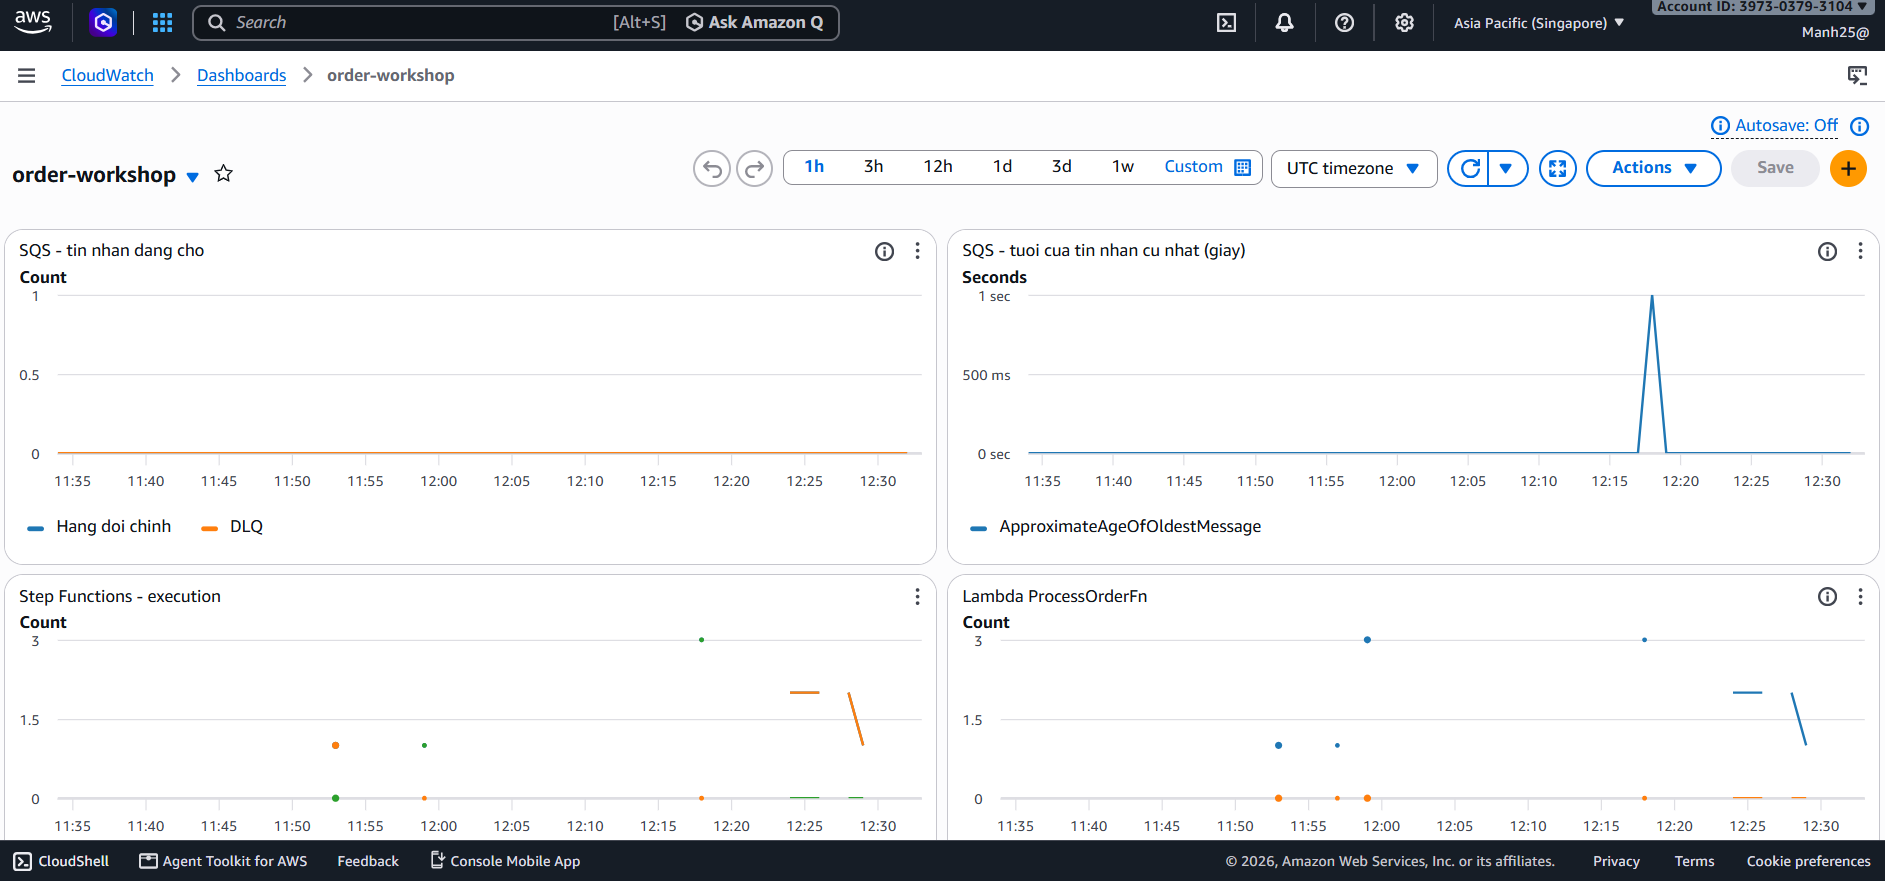 aws
Search [Alt+S] Ask Amazon Q
Asia Pacific (Singapore)
Account ID: 3973-0379-3104
Manh25@
CloudWatch > Dashboards > order-workshop
Autosave: Off
order-workshop
1h 3h 12h 1d 3d 1w Custom
UTC timezone
Actions
Save
SQS - tin nhan dang cho
Count
1
0.5
0
11:35 11:40 11:45 11:50 11:55 12:00 12:05 12:10 12:15 12:20 12:25 12:30
Hang doi chinh DLQ
SQS - tuoi cua tin nhan cu nhat (giay)
Seconds
1 sec
500 ms
0 sec
11:35 11:40 11:45 11:50 11:55 12:00 12:05 12:10 12:15 12:20 12:25 12:30
ApproximateAgeOfOldestMessage
Step Functions - execution
Count
3
1.5
0
11:35 11:40 11:45 11:50 11:55 12:00 12:05 12:10 12:15 12:20 12:25 12:30
Lambda ProcessOrderFn
Count
3
1.5
0
11:35 11:40 11:45 11:50 11:55 12:00 12:05 12:10 12:15 12:20 12:25 12:30
CloudShell Agent Toolkit for AWS Feedback Console Mobile App
© 2026, Amazon Web Services, Inc. or its affiliates. Privacy Terms Cookie preferences